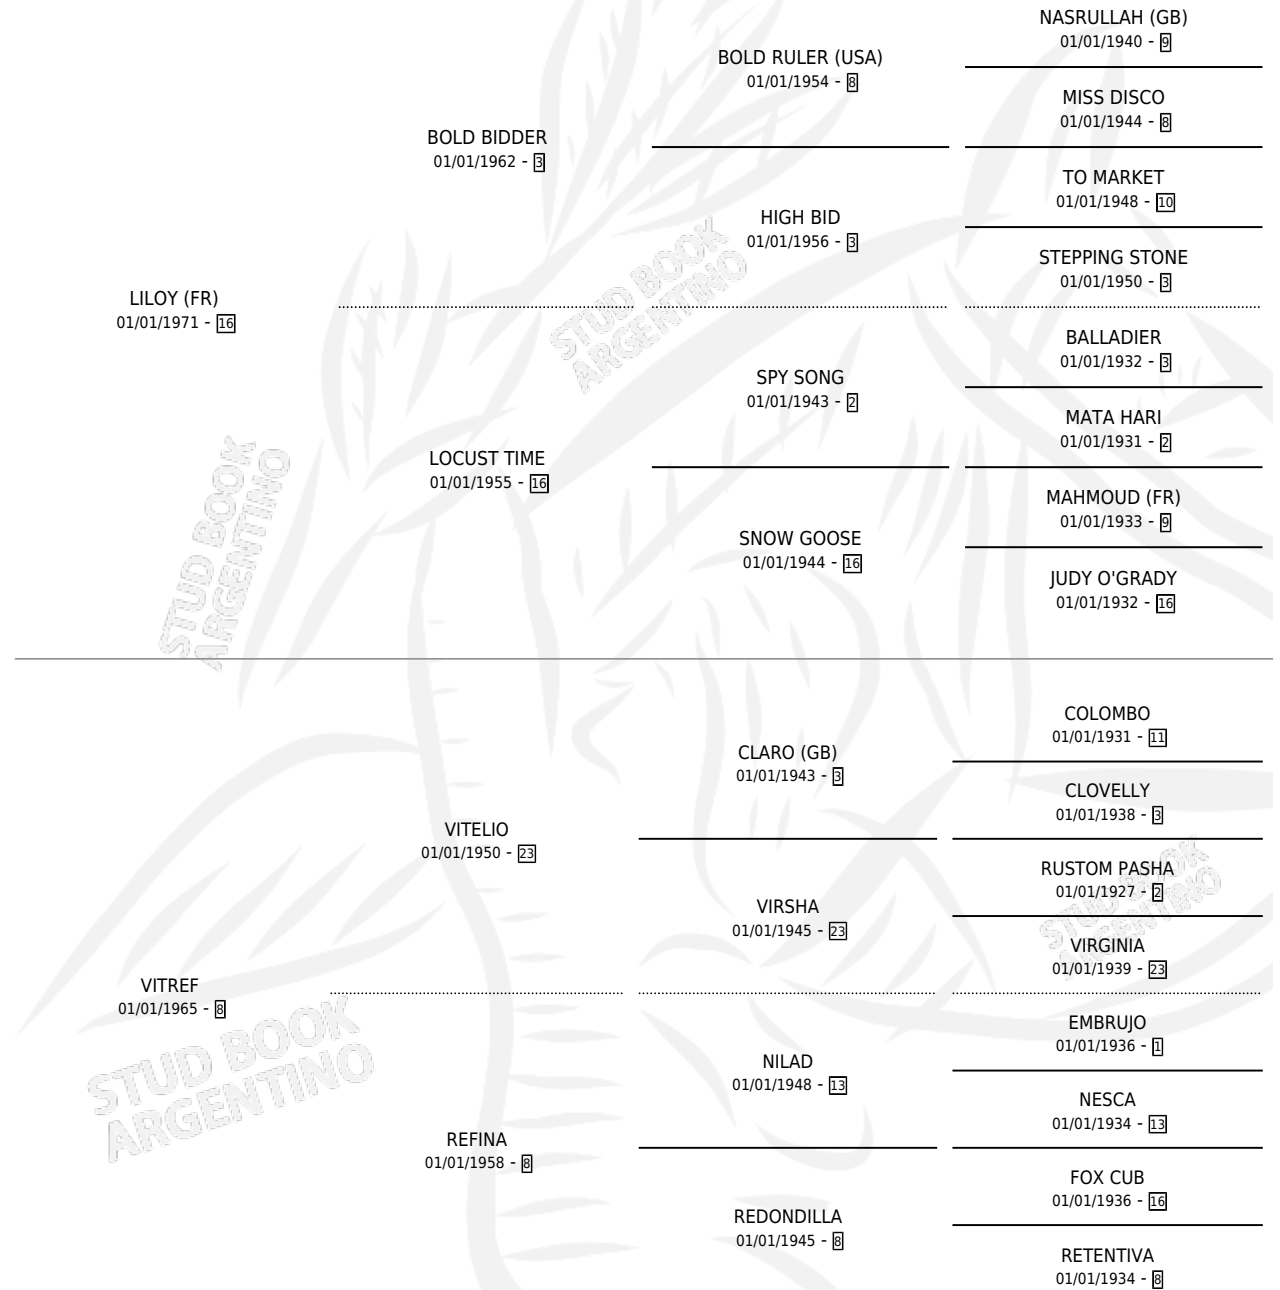 NASRULLAH (GB)
01/01/1940 - 9
BOLD RULER (USA)
01/01/1954 - 8
MISS DISCO
01/01/1944 - 8
BOLD BIDDER
01/01/1962 - 3
TO MARKET
01/01/1948 - 10
HIGH BID
01/01/1956 - 3
STEPPING STONE
01/01/1950 - 3
LILOY (FR)
01/01/1971 - 16
BALLADIER
01/01/1932 - 3
SPY SONG
01/01/1943 - 2
MATA HARI
01/01/1931 - 2
LOCUST TIME
01/01/1955 - 16
MAHMOUD (FR)
01/01/1933 - 9
SNOW GOOSE
01/01/1944 - 16
JUDY O'GRADY
01/01/1932 - 16
COLOMBO
01/01/1931 - 11
CLARO (GB)
01/01/1943 - 3
CLOVELLY
01/01/1938 - 3
VITELIO
01/01/1950 - 23
RUSTOM PASHA
01/01/1927 - 2
VIRSHA
01/01/1945 - 23
VIRGINIA
01/01/1939 - 23
VITREF
01/01/1965 - 8
EMBRUJO
01/01/1936 - 1
NILAD
01/01/1948 - 13
NESCA
01/01/1934 - 13
REFINA
01/01/1958 - 8
FOX CUB
01/01/1936 - 16
REDONDILLA
01/01/1945 - 8
RETENTIVA
01/01/1934 - 8
STUD BOOK
ARGENTINO
STUD BOOK
ARGENTINO
STUD BOOK
ARGENTINO
STUD BOOK
ARGENTINO